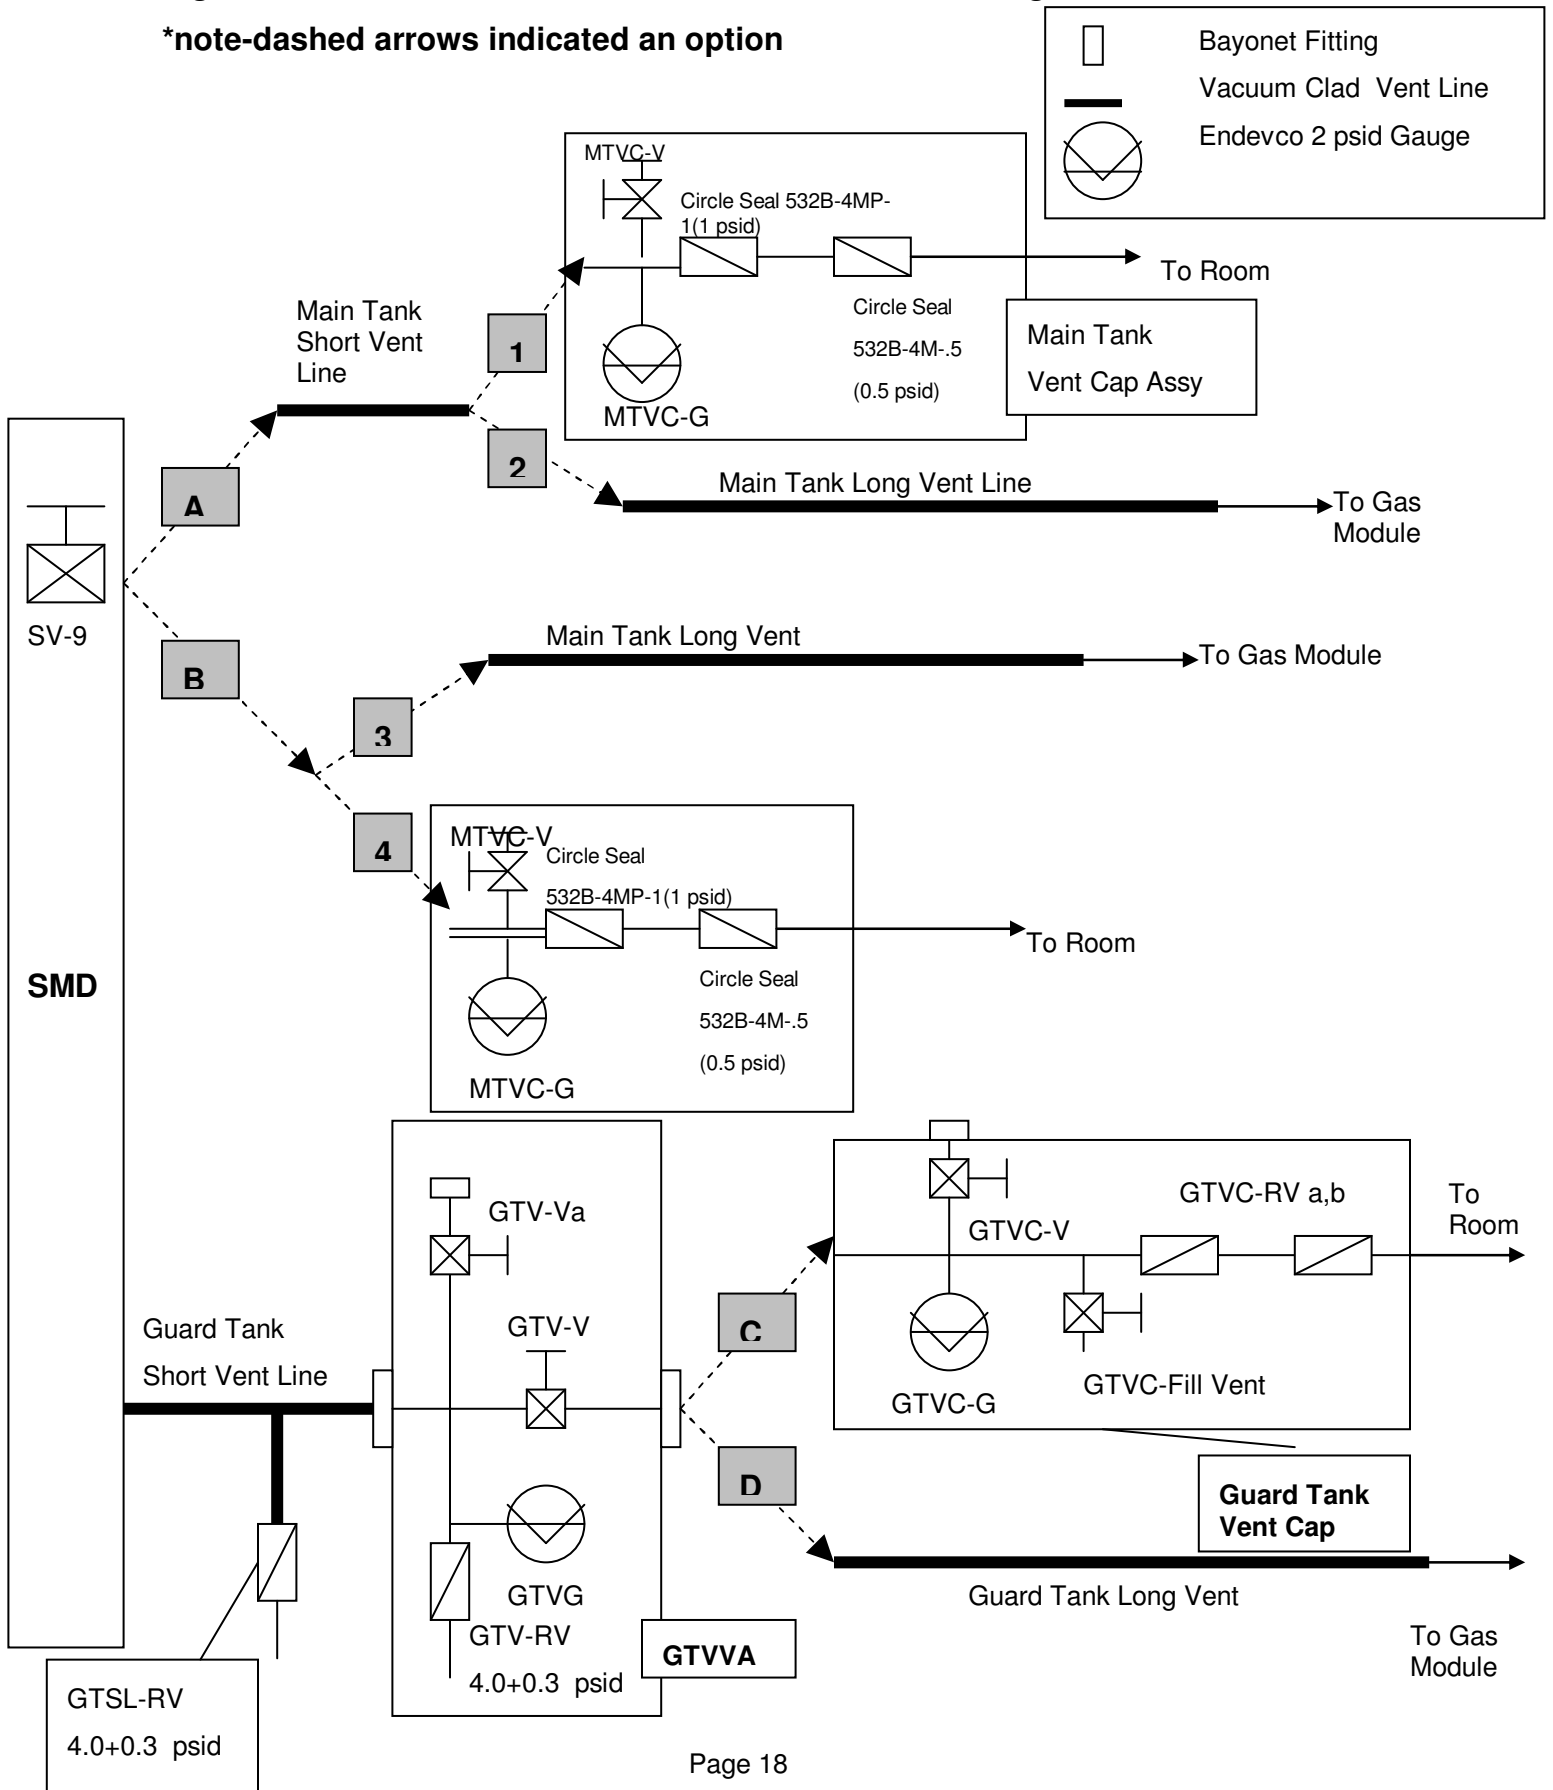 *note-dashed arrows indicated an option
Bayonet Fitting
Vacuum Clad Vent Line
Endevco 2 psid Gauge
MTVC-V
Circle Seal 532B-4MP-
1(1 psid)
To Room
Circle Seal
532B-4M-.5
(0.5 psid)
MTVC-G
Main Tank
Vent Cap Assy
Main Tank
Short Vent
Line
1
2
A
Main Tank Long Vent Line
To Gas
Module
SV-9
B
Main Tank Long Vent
To Gas Module
3
4
MTVC-V
Circle Seal
532B-4MP-1(1 psid)
To Room
Circle Seal
532B-4M-.5
(0.5 psid)
MTVC-G
SMD
GTV-Va
GTV-V
GTVG
GTV-RV
4.0+0.3 psid
GTVVA
Guard Tank
Short Vent Line
GTSL-RV
4.0+0.3 psid
C
D
GTVC-V
GTVC-RV a,b
To
Room
GTVC-G
GTVC-Fill Vent
Guard Tank
Vent Cap
Guard Tank Long Vent
To Gas
Module
Page 18